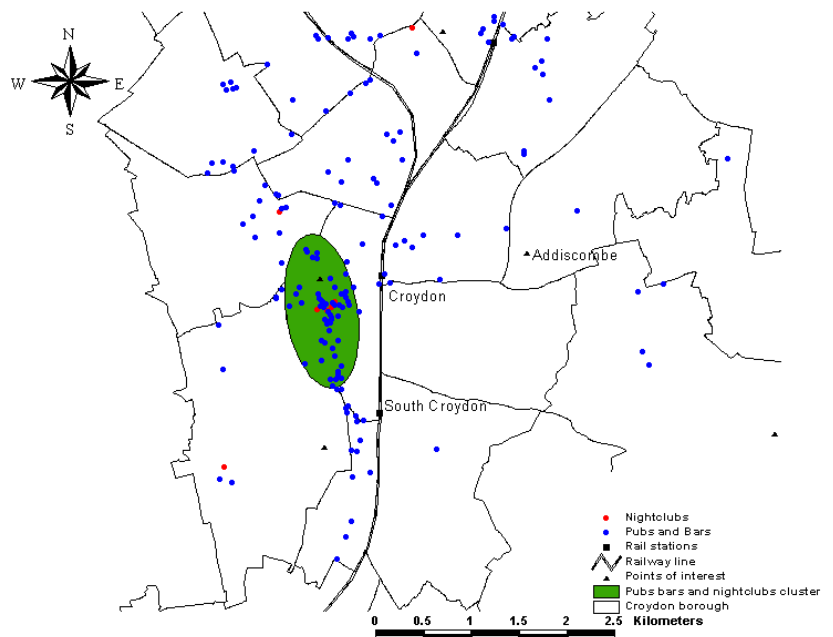 N
W E
S
Addiscombe
Croydon
South Croydon
Nightclubs
Pubs and Bars
Rail stations
Railway line
Points of interest
Pubs bars and nightclubs cluster
Croydon borough
0 0.5 1 1.5 2 2.5 Kilometers